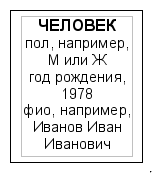 ЧЕЛОВЕК
пол, например,
М или Ж
год рождения,
1978
фио, например,
Иванов Иван
Иванович